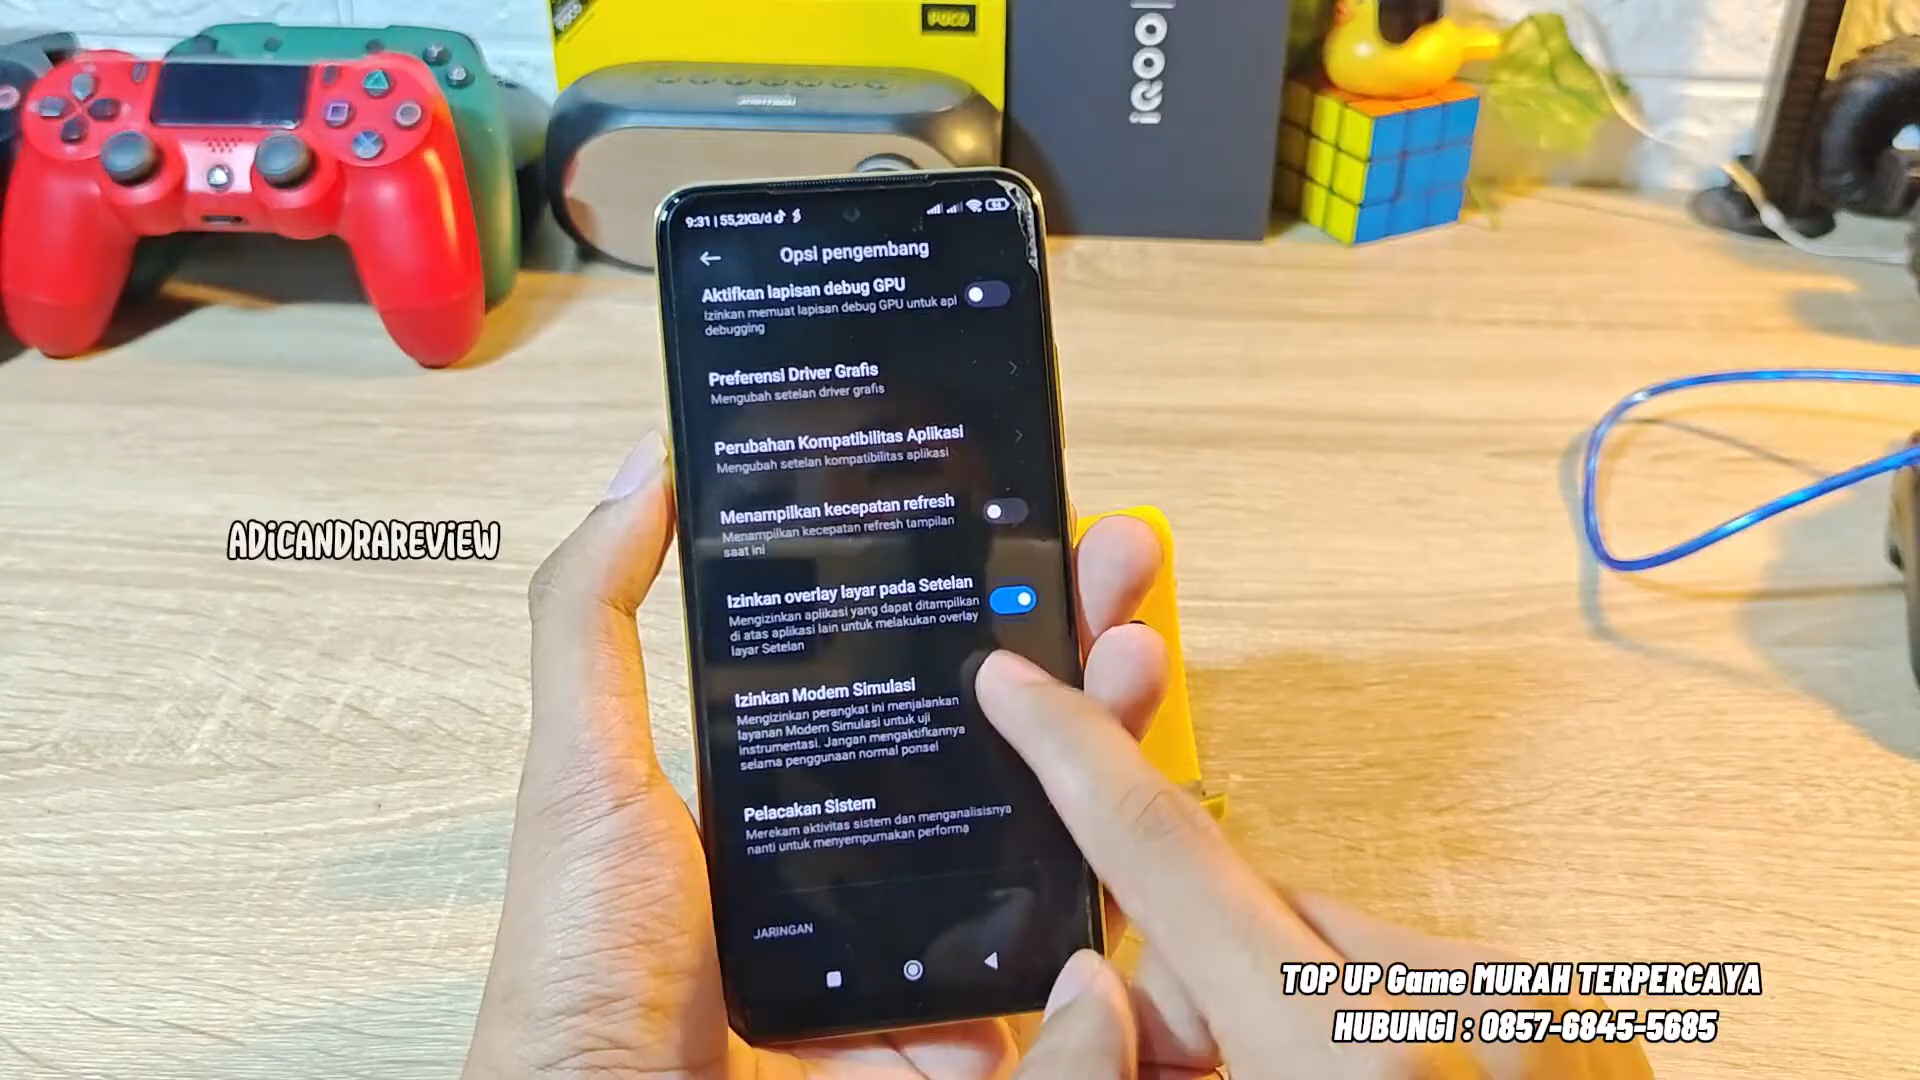 POCO
iQOO
9:31 | 55,2KB/d
Opsi pengembang
Aktifkan lapisan debug GPU
Izinkan memuat lapisan debug GPU untuk apl
debugging
Preferensi Driver Grafis
Mengubah setelan driver grafis
Perubahan Kompatibilitas Aplikasi
Mengubah setelan kompatibilitas aplikasi
Menampilkan kecepatan refresh
Menampilkan kecepatan refresh tampilan
saat ini
Izinkan overlay layar pada Setelan
Mengizinkan aplikasi yang dapat ditampilkan
di atas aplikasi lain untuk melakukan overlay
layar Setelan
Izinkan Modem Simulasi
Mengizinkan perangkat ini menjalankan
layanan Modem Simulasi untuk uji
instrumentasi. Jangan mengaktifkannya
selama penggunaan normal ponsel
Pelacakan Sistem
Merekam aktivitas sistem dan menganalisisnya
nanti untuk menyempurnakan performa
JARINGAN
ADiCANDRAREViEW
TOP UP Game MURAH TERPERCAYA
HUBUNGI : 0857-6845-5685